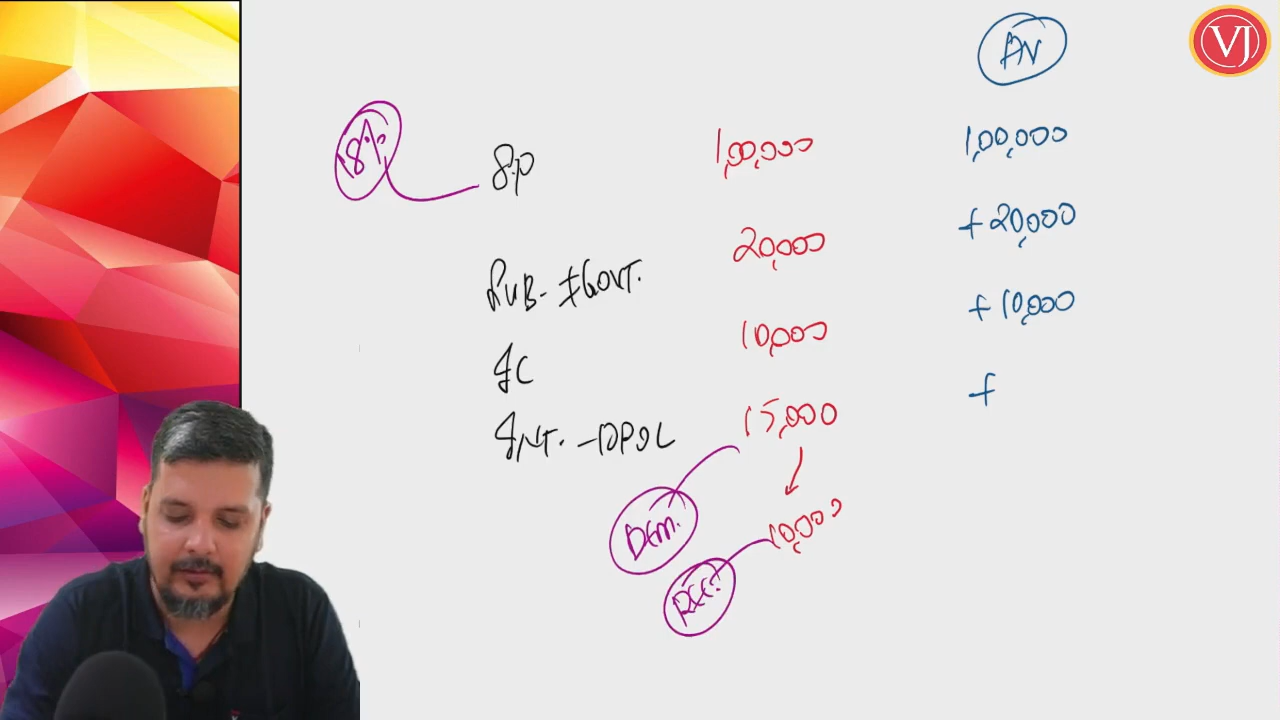 VJ
AV
18%
S.P 1,00,000 1,00,000
20,000 + 20,000
SUB- ≠ GOVT.
10,000 + 10,000
IC
15,000 +
INT. - DPOL
10,000
DEM.
REC.